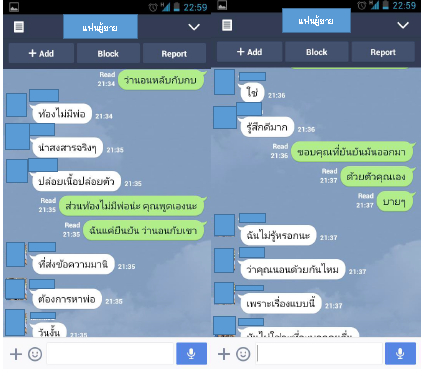 22:59
แฟนผู้ชาย
+ Add
Block
Report
Read
21:34
ว่านอนหลับกับกบ
ท้องไม่มีพ่อ
21:34
น่าสงสารจริงๆ
21:35
ปล่อยเนื้อปล่อยตัว
21:35
Read
21:35
ส่วนท้องไม่มีพ่อน่ะ คุณพูดเองนะ
Read
21:35
ฉันแค่ยืนยัน ว่านอนกับเขา
ที่ส่งข้อความมานิ
21:35
ต้องการหาพ่อ
21:35
วันงั้น
21:35
22:59
แฟนผู้ชาย
+ Add
Block
Report
ใช่
21:36
รู้สึกดีมาก
21:36
Read
21:36
ขอบคุณที่ยันยันมันออกมา
Read
21:37
ด้วยตัวคุณเอง
Read
21:37
บายๆ
ฉันไม่รู้หรอกนะ
21:37
ว่าคุณนอนด้วยกันไหม
21:37
เพราะเรื่องแบบนี้
21:37